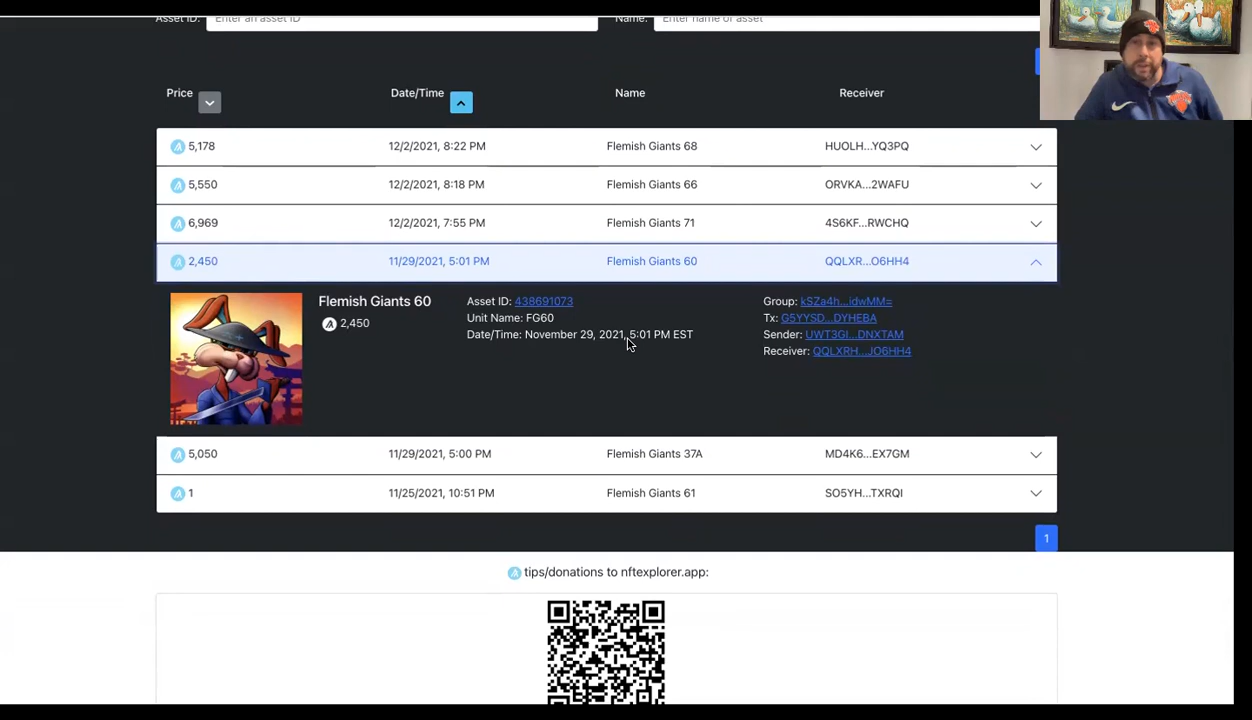 Asset ID:
Enter an asset ID
Name:
Enter name of asset
Price
Date/Time
Name
Receiver
5,178
12/2/2021, 8:22 PM
Flemish Giants 68
HUOLH...YQ3PQ
5,550
12/2/2021, 8:18 PM
Flemish Giants 66
ORVKA...2WAFU
6,969
12/2/2021, 7:55 PM
Flemish Giants 71
4S6KF...RWCHQ
2,450
11/29/2021, 5:01 PM
Flemish Giants 60
QQLXR...O6HH4
Flemish Giants 60
2,450
Asset ID: 438691073
Unit Name: FG60
Date/Time: November 29, 2021, 5:01 PM EST
Group: kSZa4h...idwMM=
Tx: G5YYSD...DYHEBA
Sender: UWT3GI...DNXTAM
Receiver: QQLXRH...JO6HH4
5,050
11/29/2021, 5:00 PM
Flemish Giants 37A
MD4K6...EX7GM
1
11/25/2021, 10:51 PM
Flemish Giants 61
SO5YH...TXRQI
1
tips/donations to nftexplorer.app: